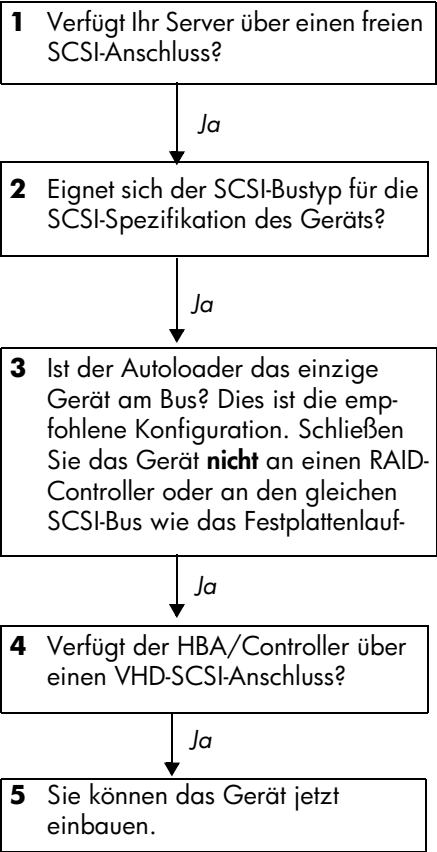 1 Verfügt Ihr Server über einen freien
SCSI-Anschluss?
Ja
2 Eignet sich der SCSI-Bustyp für die
SCSI-Spezifikation des Geräts?
Ja
3 Ist der Autoloader das einzige
Gerät am Bus? Dies ist die emp-
fohlene Konfiguration. Schließen
Sie das Gerät nicht an einen RAID-
Controller oder an den gleichen
SCSI-Bus wie das Festplattenlauf-
Ja
4 Verfügt der HBA/Controller über
einen VHD-SCSI-Anschluss?
Ja
5 Sie können das Gerät jetzt
einbauen.